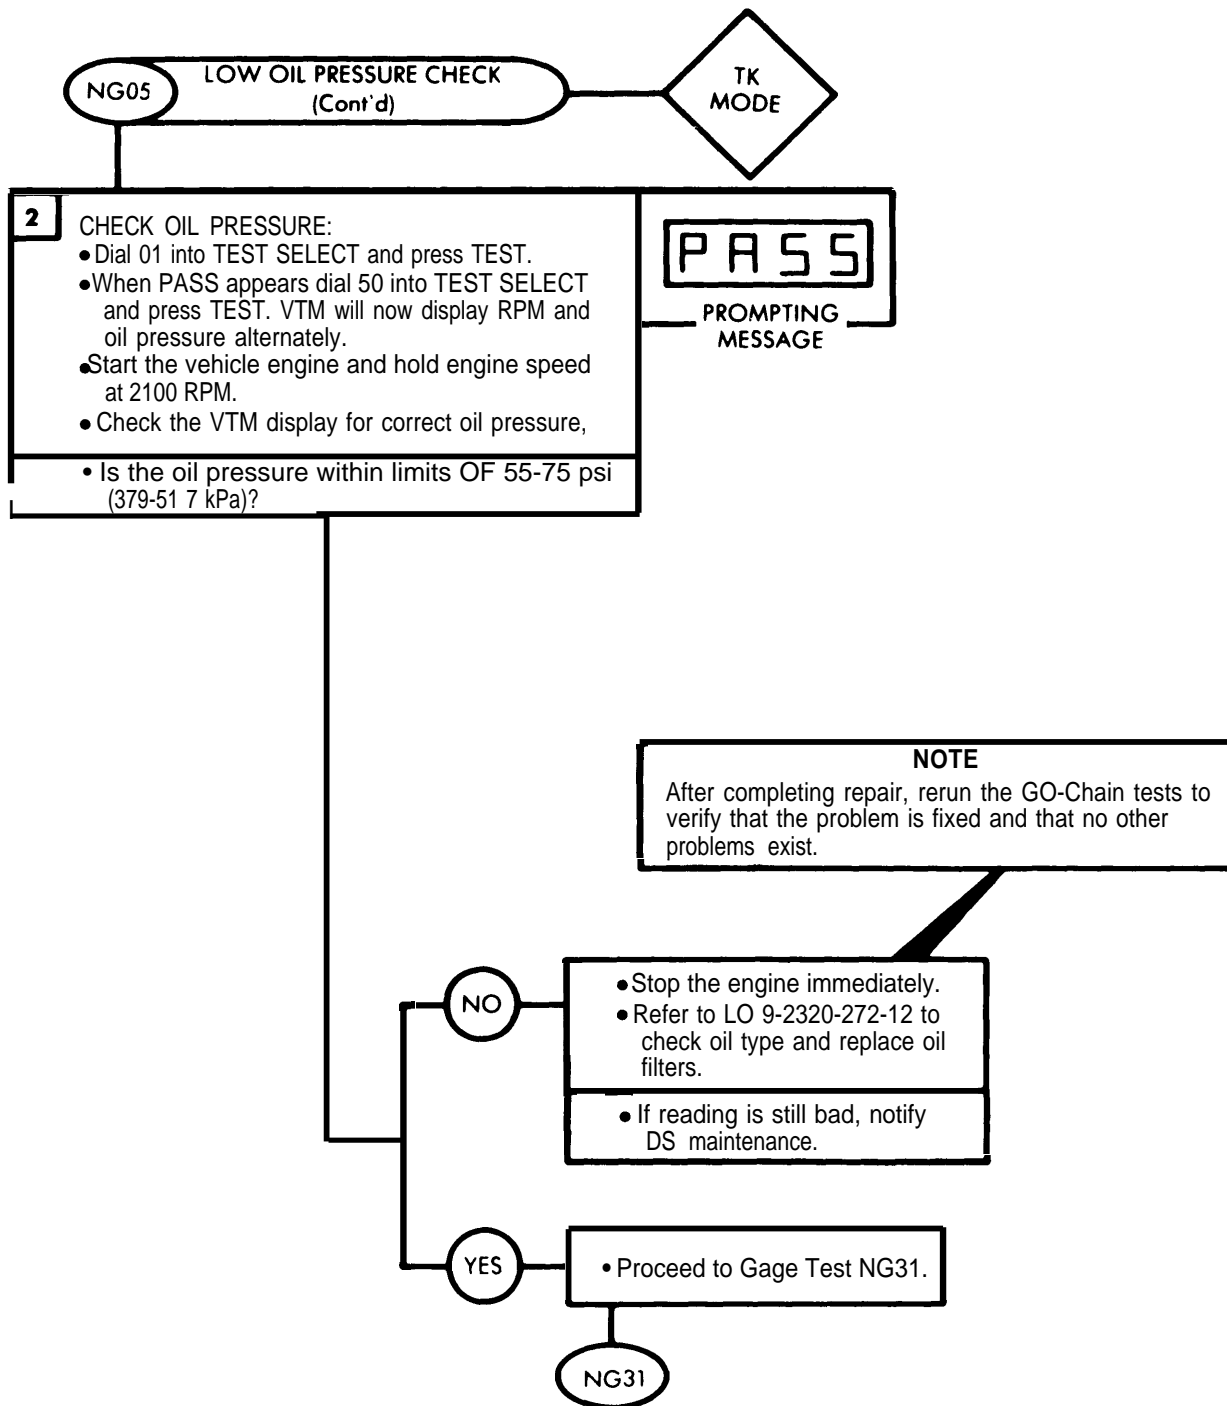 NG05
LOW OIL PRESSURE CHECK
(Cont'd)
TK
MODE
2
CHECK OIL PRESSURE:
• Dial 01 into TEST SELECT and press TEST.
• When PASS appears dial 50 into TEST SELECT
and press TEST. VTM will now display RPM and
oil pressure alternately.
• Start the vehicle engine and hold engine speed
at 2100 RPM.
• Check the VTM display for correct oil pressure,
• Is the oil pressure within limits OF 55-75 psi
(379-51 7 kPa)?
PASS
PROMPTING
MESSAGE
NOTE
After completing repair, rerun the GO-Chain tests to
verify that the problem is fixed and that no other
problems exist.
NO
• Stop the engine immediately.
• Refer to LO 9-2320-272-12 to
check oil type and replace oil
filters.
• If reading is still bad, notify
DS maintenance.
YES
• Proceed to Gage Test NG31.
NG31